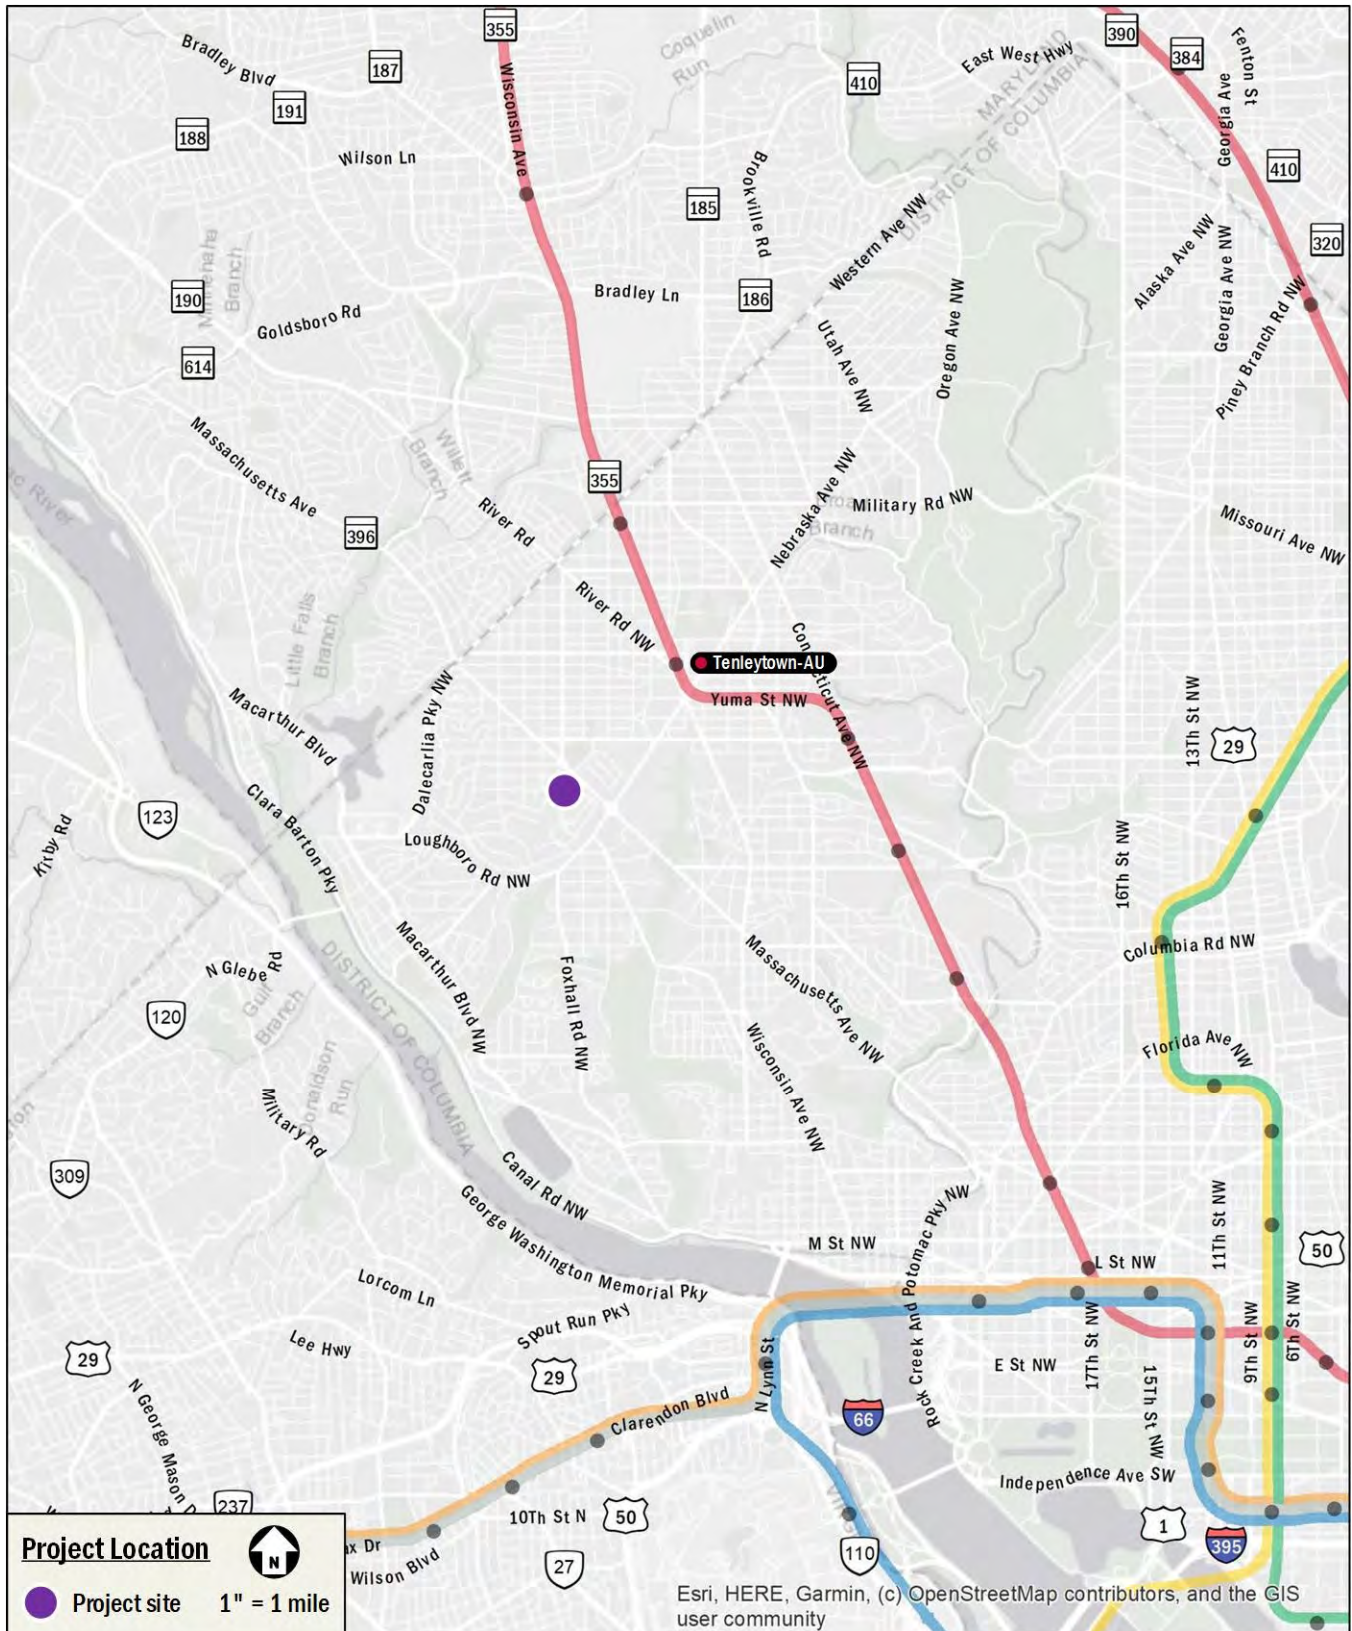 355
390
384
Fenton St
Bradley Blvd
187
Coquelin
Run
East West Hwy
410
MARYLAND
DISTRICT OF COLUMBIA
Georgia Ave
191
188
Wisconsin Ave
Wilson Ln
Brookville Rd
410
185
Western Ave NW
Alaska Ave NW
Georgia Ave NW
320
Minnehaha
Branch
190
Bradley Ln
186
Goldsboro Rd
Utah Ave NW
Oregon Ave NW
Piney Branch Rd NW
614
Massachusetts Ave
Willett
Branch
355
Nebraska Ave NW
Military Rd NW
Branch
Missouri Ave NW
River Rd
396
River
River Rd NW
Little Falls
Branch
Connecticut Ave NW
Tenleytown-AU
Yuma St NW
Dalecarlia Pky NW
Macarthur Blvd
13Th St NW
29
123
Kirby Rd
Clara Barton Pky
Loughboro Rd NW
16Th St NW
Columbia Rd NW
N Glebe Rd
Gulf
Branch
DISTRICT OF COLUMBIA
Macarthur Blvd NW
Foxhall Rd NW
Massachusetts Ave NW
120
Wisconsin Ave NW
Florida Ave NW
Donaldson
Run
Military Rd
309
Canal Rd NW
George Washington Memorial Pky
Rock Creek And Potomac Pky NW
M St NW
L St NW
11Th St NW
50
Lorcom Ln
Spout Run Pky
Lee Hwy
29
29
N Lynn St
E St NW
17Th St NW
15Th St NW
9Th St NW
6Th St NW
66
Clarendon Blvd
N George Mason D
Independence Ave SW
237
10Th St N
50
1
395
110
27
ax Dr
Wilson Blvd
Project Location
N
Project site 1" = 1 mile
Esri, HERE, Garmin, (c) OpenStreetMap contributors, and the GIS
user community